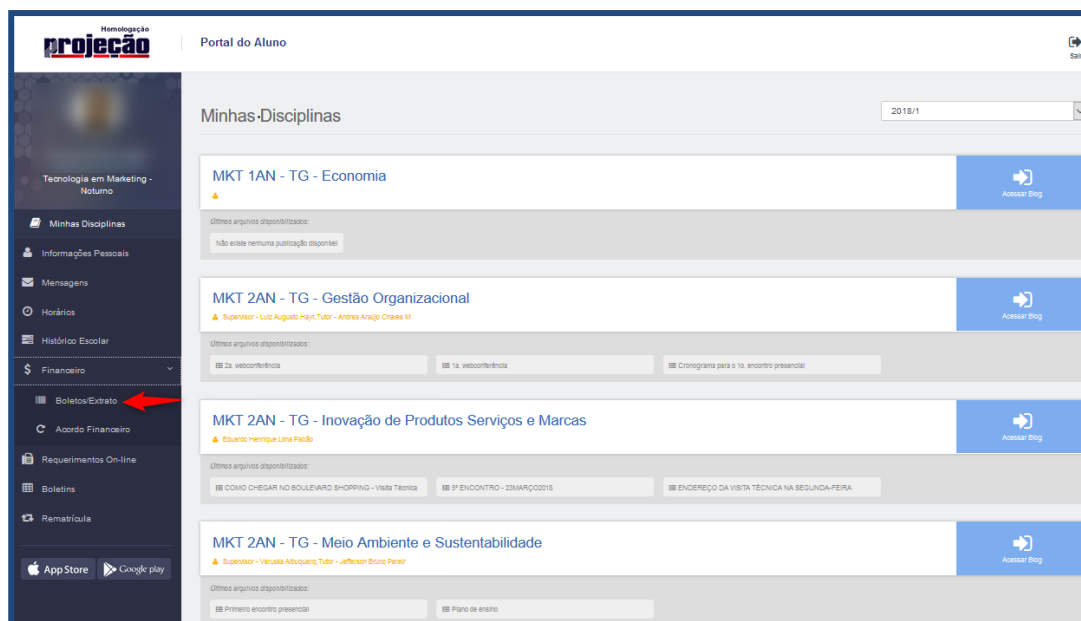 Homologação
projeção
Portal do Aluno
Sair
Tecnologia em Marketing -
Noturno
Minhas Disciplinas
Informações Pessoais
Mensagens
Horários
Histórico Escolar
Financeiro
Boletos/Extrato
Acordo Financeiro
Requerimentos On-line
Boletins
Rematrícula
App Store
Google play
Minhas Disciplinas
2018/1
MKT 1AN - TG - Economia
Acessar Blog
Últimos arquivos disponibilizados:
Não existe nenhuma publicação disponível
MKT 2AN - TG - Gestão Organizacional
Supervisor - Luiz Augusto Hayn,Tutor - Andrea Araújo Chaves M
Acessar Blog
Últimos arquivos disponibilizados:
2a. webconferência
1a. webconferência
Cronograma para o 1o. encontro presencial
MKT 2AN - TG - Inovação de Produtos Serviços e Marcas
Eduardo Henrique Lima Paixão
Acessar Blog
Últimos arquivos disponibilizados:
COMO CHEGAR NO BOULEVARD SHOPPING - Visita Técnica
ENCONTRO - 23MARÇO2018
ENDEREÇO DA VISITA TÉCNICA NA SEGUNDA-FEIRA
MKT 2AN - TG - Meio Ambiente e Sustentabilidade
Supervisor - Veruska Albuquerq,Tutor - Jefferson Bruno Pereir
Acessar Blog
Últimos arquivos disponibilizados:
Primeiro encontro presencial
Plano de ensino